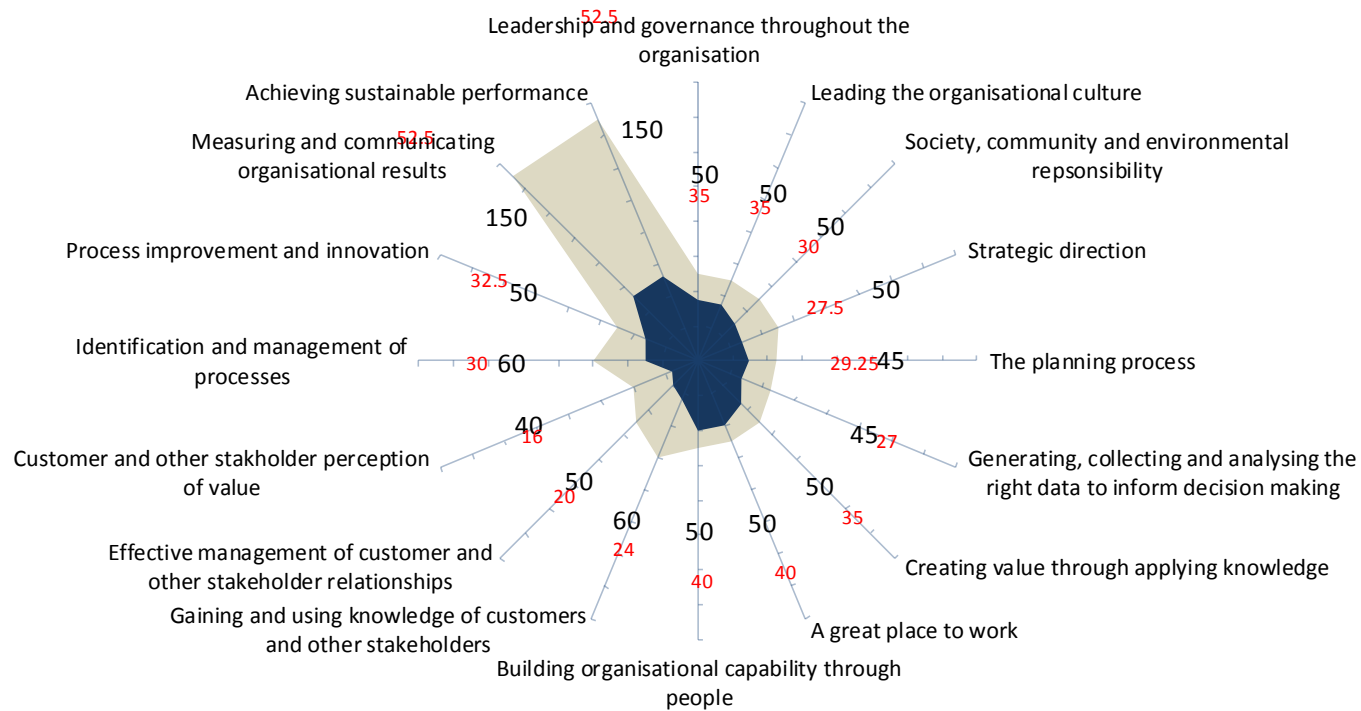 52.5
Leadership and governance throughout the
organisation
Achieving sustainable performance
Leading the organisational culture
150
52.5
Measuring and communicating
organisational results
Society, community and environmental
repsonsibility
50
35
50
35
150
50
30
Process improvement and innovation
Strategic direction
32.5
50
50
27.5
Identification and management of
processes
30
60
29.25
45
The planning process
40
16
45
27
Customer and other stakholder perception
of value
Generating, collecting and analysing the
right data to inform decision making
50
20
50
35
60
24
50
40
50
40
Effective management of customer and
other stakeholder relationships
Creating value through applying knowledge
Gaining and using knowledge of customers
and other stakeholders
A great place to work
Building organisational capability through
people